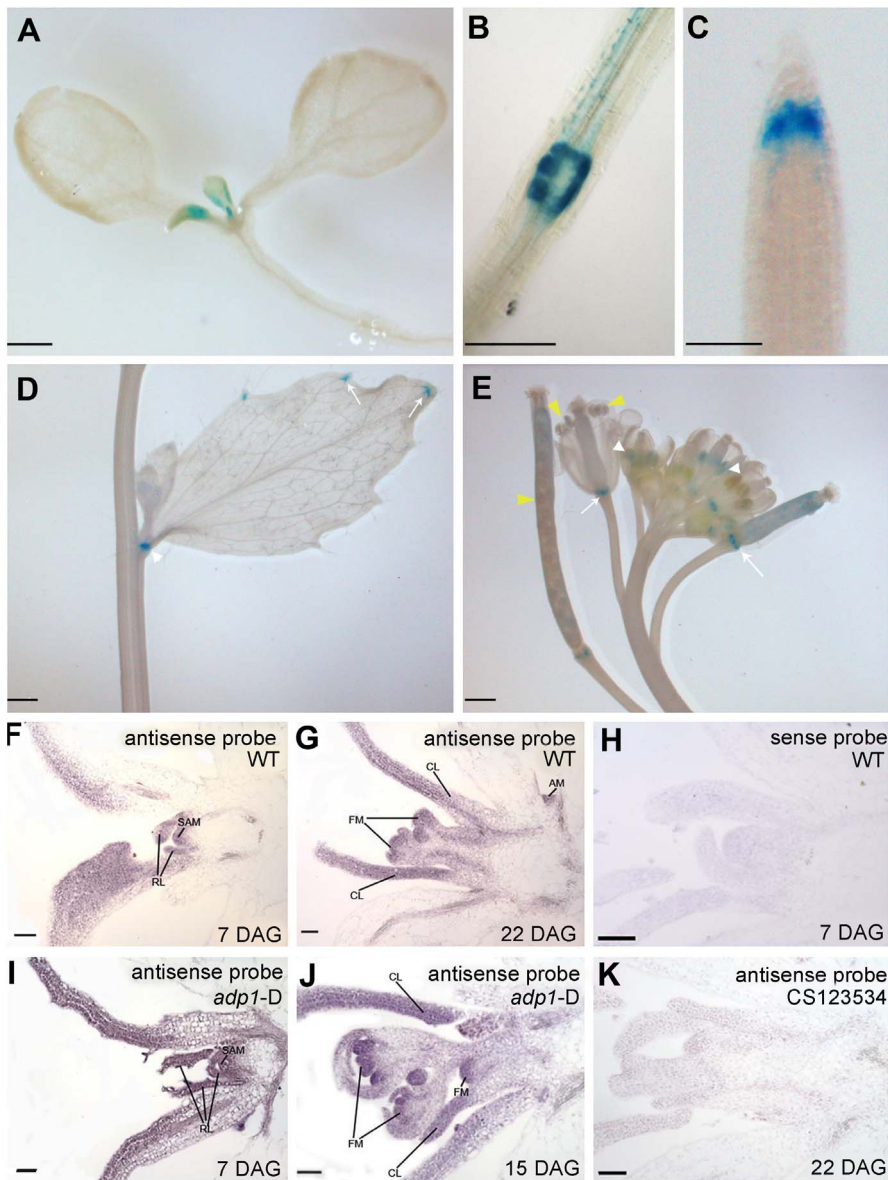 A
B
C
D
E
F
antisense probe
WT
SAM
RL
7 DAG
G
antisense probe
WT
CL
AM
FM
CL
22 DAG
H
sense probe
WT
7 DAG
I
antisense probe
adp1-D
SAM
RL
7 DAG
J
antisense probe
adp1-D
CL
FM
FM
CL
15 DAG
K
antisense probe
CS123534
22 DAG